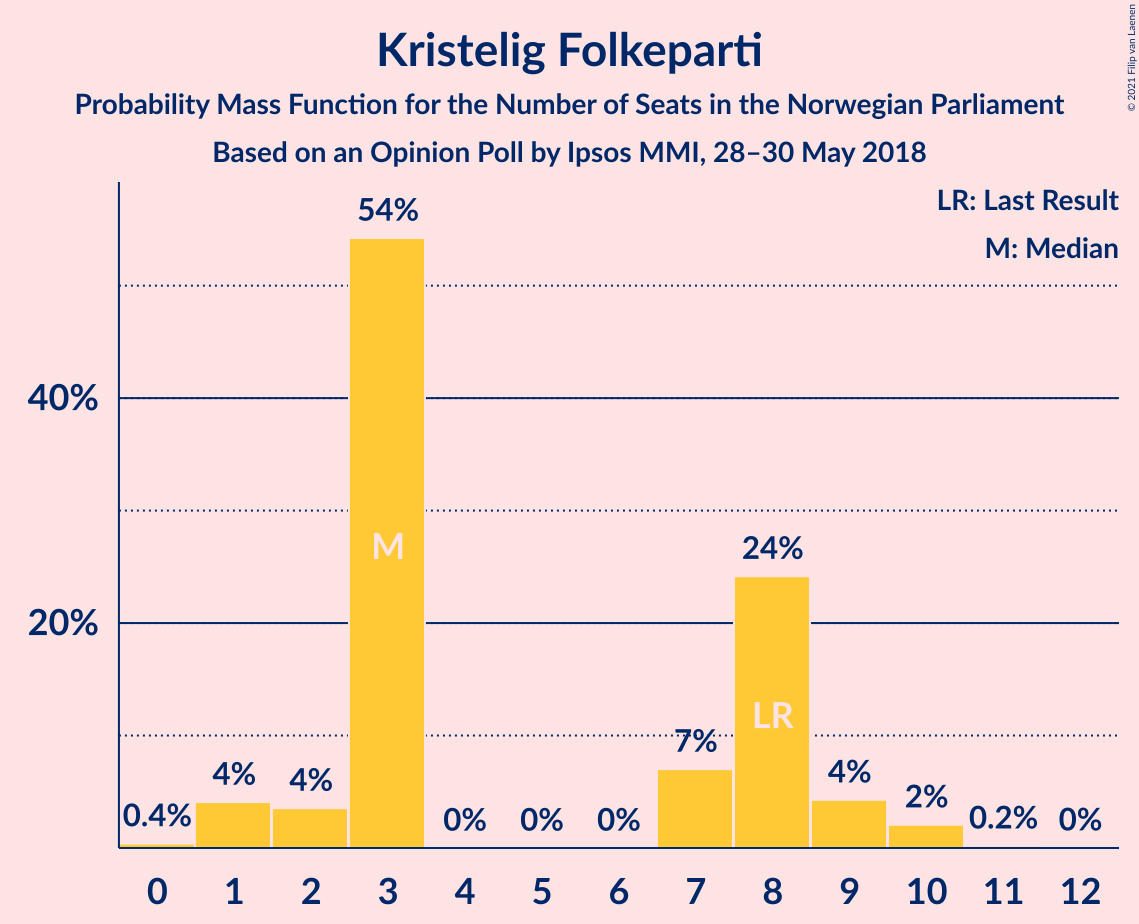 Kristelig Folkeparti
Probability Mass Function for the Number of Seats in the Norwegian Parliament
Based on an Opinion Poll by Ipsos MMI, 28–30 May 2018
© 2021 Filip van Laenen
LR: Last Result
M: Median
54%
40%
M
24%
20%
LR
7%
0.4% 4% 4% 0% 0% 0% 4% 2% 0.2% 0%
0 1 2 3 4 5 6 7 8 9 10 11 12